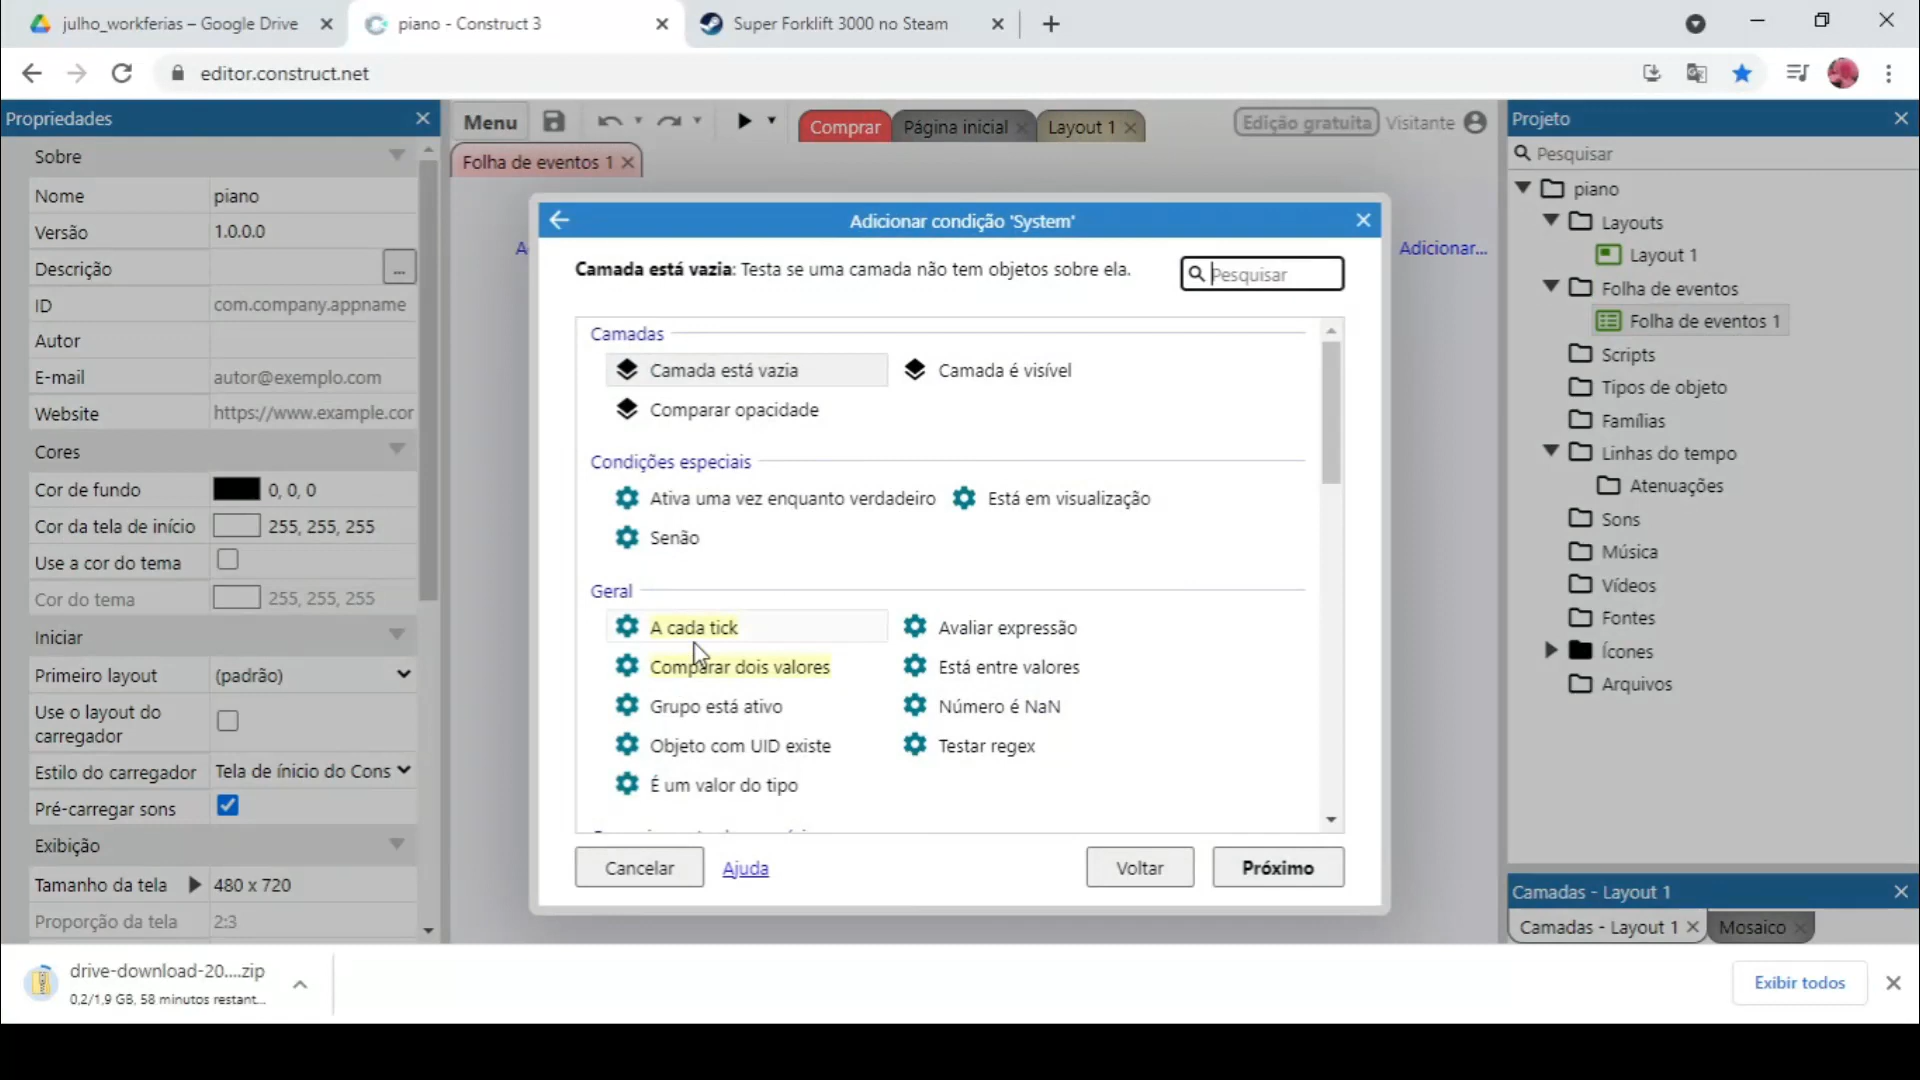 julho_workferias – Google Drive
piano - Construct 3
Super Forklift 3000 no Steam
editor.construct.net
Propriedades
Sobre
Nome piano
Versão 1.0.0.0
Descrição ...
ID com.company.appname
Autor
E-mail autor@exemplo.com
Website https://www.example.cor
Cores
Cor de fundo 0, 0, 0
Cor da tela de início 255, 255, 255
Use a cor do tema
Cor do tema 255, 255, 255
Iniciar
Primeiro layout (padrão)
Use o layout do
carregador
Estilo do carregador Tela de ínicio do Cons
Pré-carregar sons
Exibição
Tamanho da tela 480 x 720
Proporção da tela 2:3
Menu
Comprar
Página inicial
Layout 1
Edição gratuita
Visitante
Folha de eventos 1
A
Adicionar...
Adicionar condição 'System'
Camada está vazia: Testa se uma camada não tem objetos sobre ela.
Pesquisar
Camadas
Camada está vazia
Camada é visível
Comparar opacidade
Condições especiais
Ativa uma vez enquanto verdadeiro
Está em visualização
Senão
Geral
A cada tick
Avaliar expressão
Comparar dois valores
Está entre valores
Grupo está ativo
Número é NaN
Objeto com UID existe
Testar regex
É um valor do tipo
Cancelar
Ajuda
Voltar
Próximo
Projeto
Pesquisar
piano
Layouts
Layout 1
Folha de eventos
Folha de eventos 1
Scripts
Tipos de objeto
Famílias
Linhas do tempo
Atenuações
Sons
Música
Vídeos
Fontes
Ícones
Arquivos
Camadas - Layout 1
Camadas - Layout 1
Mosaico
drive-download-20....zip
0,2/1,9 GB, 58 minutos restant...
Exibir todos